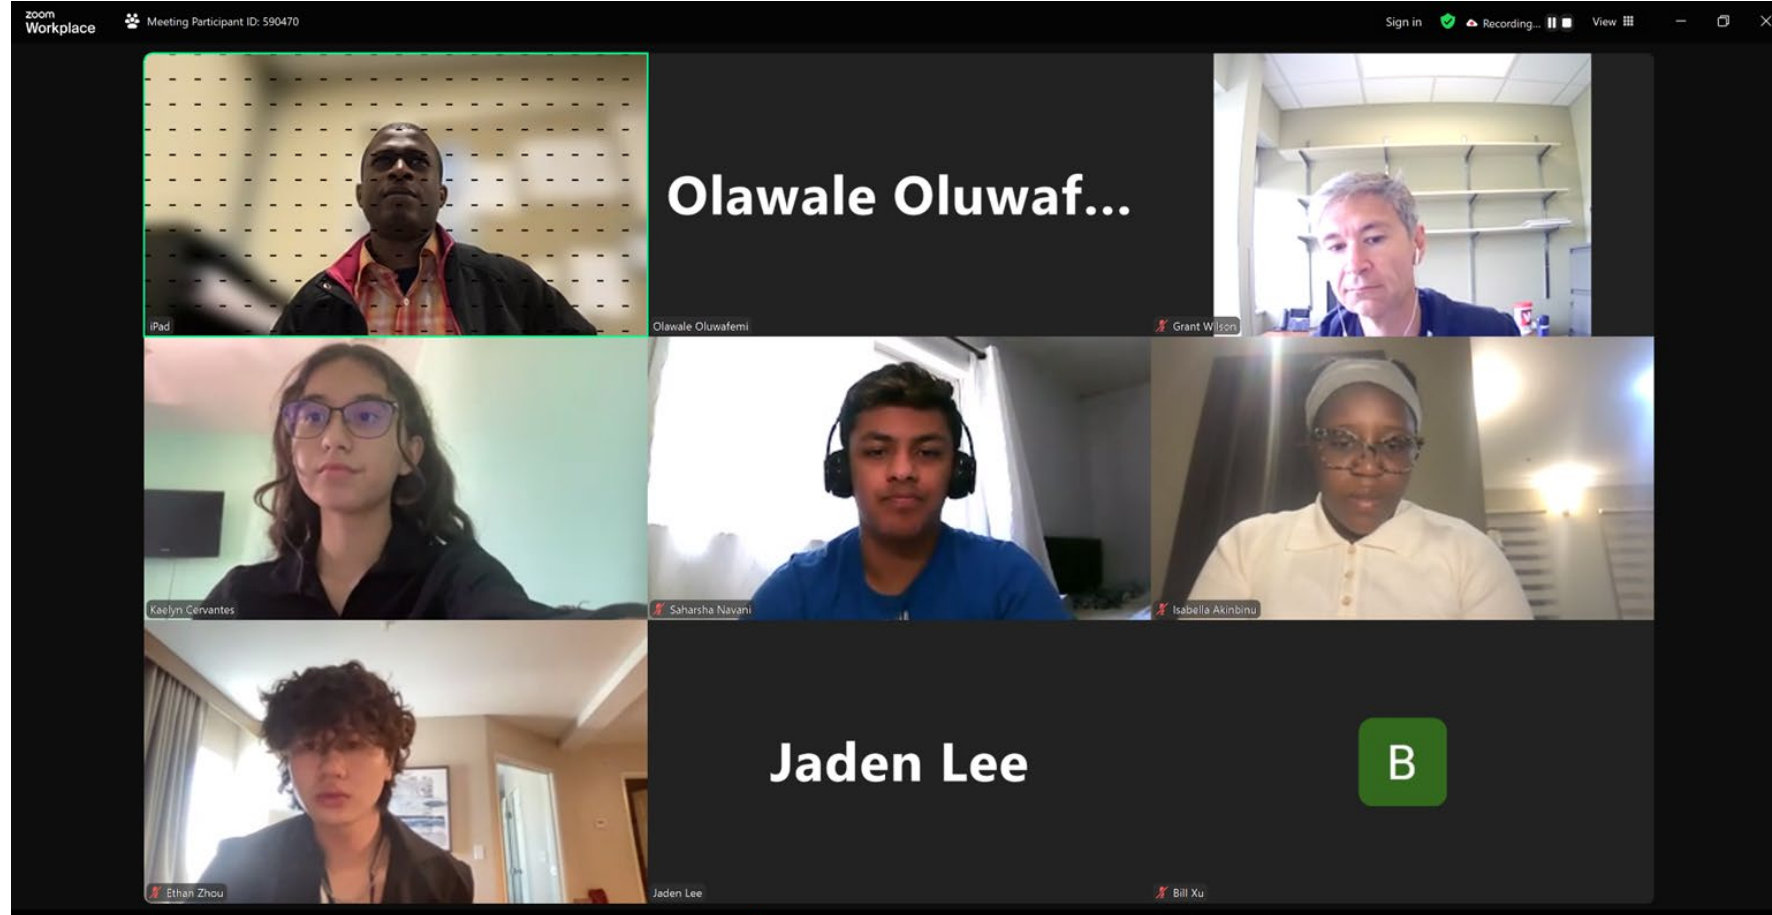 zoom
Workplace
Meeting Participant ID: 590470
Sign in
Recording...
View
iPad
Olawale Oluwaf...
Olawale Oluwafemi
Grant Wilson
Kaelyn Cervantes
Saharsha Navani
Isabella Akinbinu
Ethan Zhou
Jaden Lee
Jaden Lee
B
Bill Xu